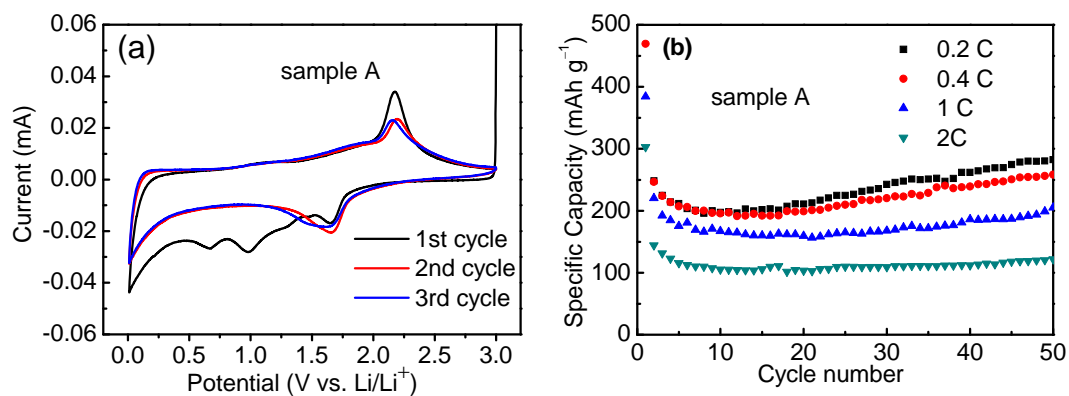 (a)
sample A
0.06
0.04
0.02
0.00
-0.02
-0.04
-0.06
Current (mA)
1st cycle
2nd cycle
3rd cycle
0.0 0.5 1.0 1.5 2.0 2.5 3.0
Potential (V vs. Li/Li⁺)
(b)
sample A
0.2 C
0.4 C
1 C
2C
500
400
300
200
100
0
Specific Capacity (mAh g⁻¹)
0 10 20 30 40 50
Cycle number